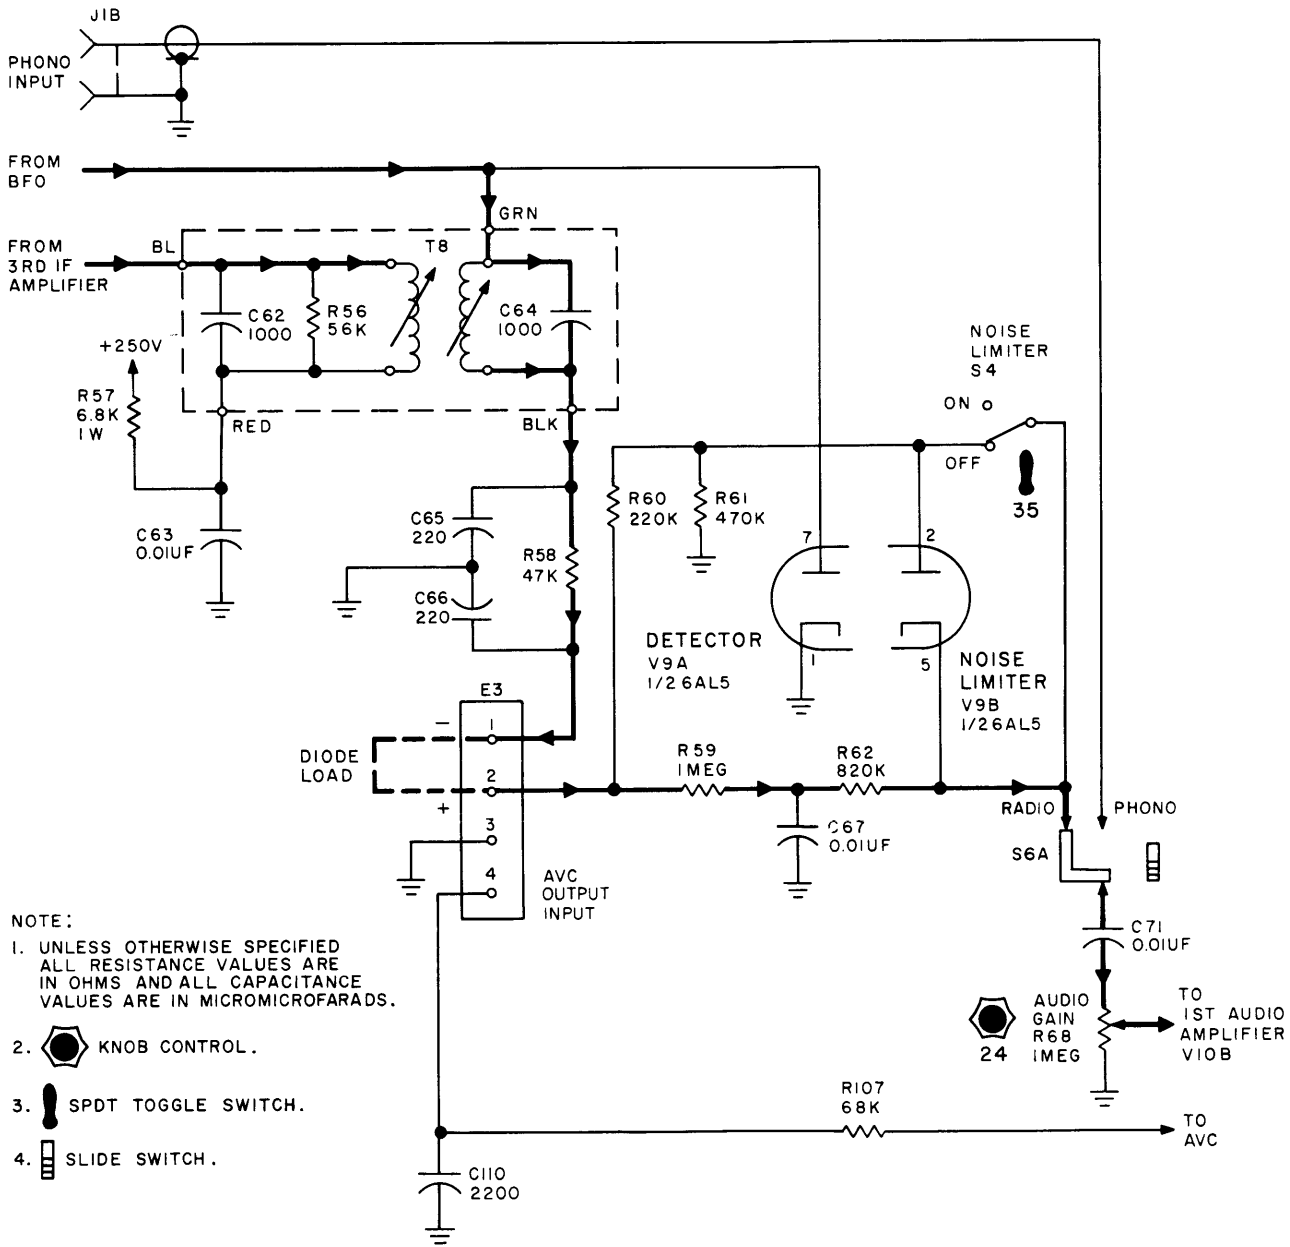 J1B
PHONO
INPUT
FROM
BFO
GRN
FROM
3RD IF
AMPLIFIER
BL
T8
C62
1000
R56
56K
C64
1000
+250V
R57
6.8K
1W
RED
BLK
NOISE
LIMITER
S4
ON
OFF
35
C63
0.01UF
C65
220
C66
220
R58
47K
R60
220K
R61
470K
7
2
1
5
DETECTOR
V9A
1/2 6AL5
NOISE
LIMITER
V9B
1/2 6AL5
E3
1
2
3
4
−
+
DIODE
LOAD
R59
1MEG
R62
820K
C67
0.01UF
RADIO
PHONO
S6A
AVC
OUTPUT
INPUT
C71
0.01UF
AUDIO
GAIN
R68
1MEG
24
TO
1ST AUDIO
AMPLIFIER
V10B
NOTE:
1. UNLESS OTHERWISE SPECIFIED
ALL RESISTANCE VALUES ARE
IN OHMS AND ALL CAPACITANCE
VALUES ARE IN MICROMICROFARADS.
2. KNOB CONTROL.
3. SPDT TOGGLE SWITCH.
4. SLIDE SWITCH.
R107
68K
TO
AVC
C110
2200